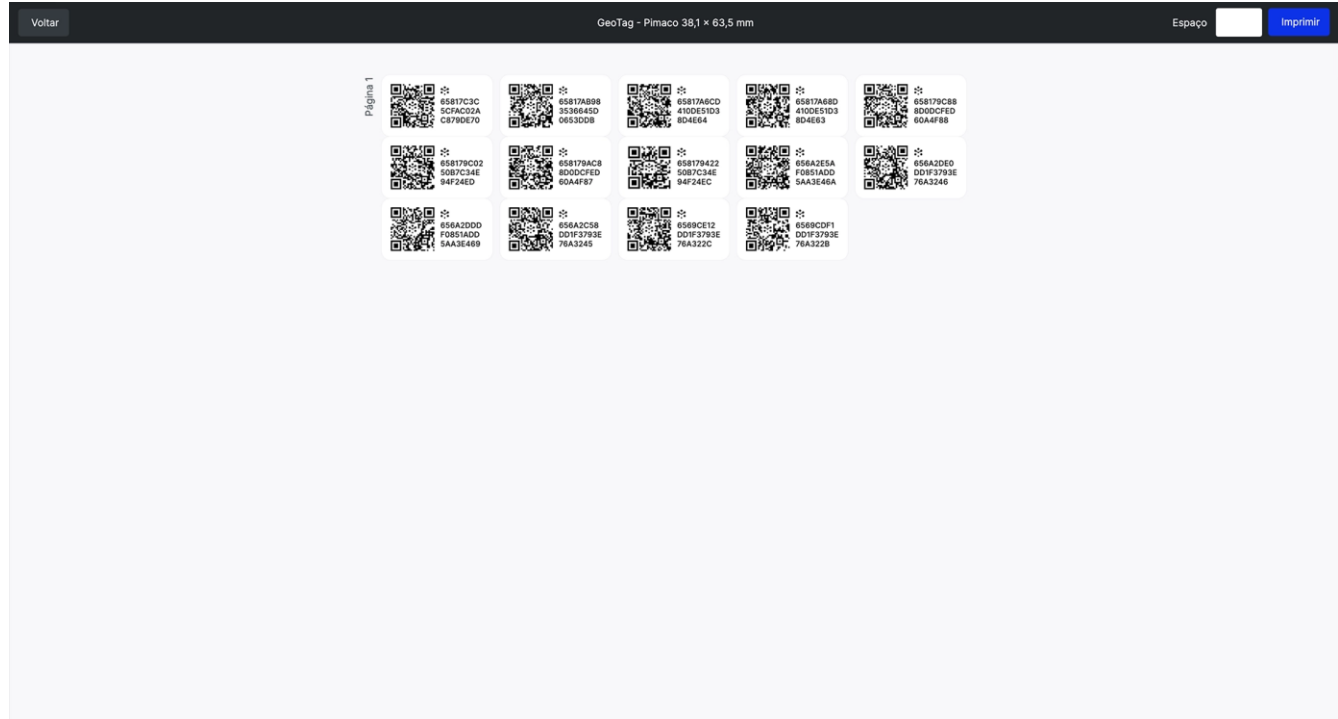 Voltar
GeoTag - Pimaco 38,1 × 63,5 mm
Espaço
Imprimir
Página 1
65817C3C
5CFAC02A
C879DE70
65817AB98
3536645D
0653DDB
65817A6CD
410DE51D3
8D4E64
65817A68D
410DE51D3
8D4E63
658179C88
8D0DCFED
60A4F88
658179C02
50B7C34E
94F24ED
658179AC8
8D0DCFED
60A4F87
658179422
50B7C34E
94F24EC
656A2E5A
F0851ADD
5AA3E46A
656A2DE0
DD1F3793E
76A3246
656A2DDD
F0851ADD
5AA3E469
656A2C58
DD1F3793E
76A3245
6569CE12
DD1F3793E
76A322C
6569CDF1
DD1F3793E
76A322B